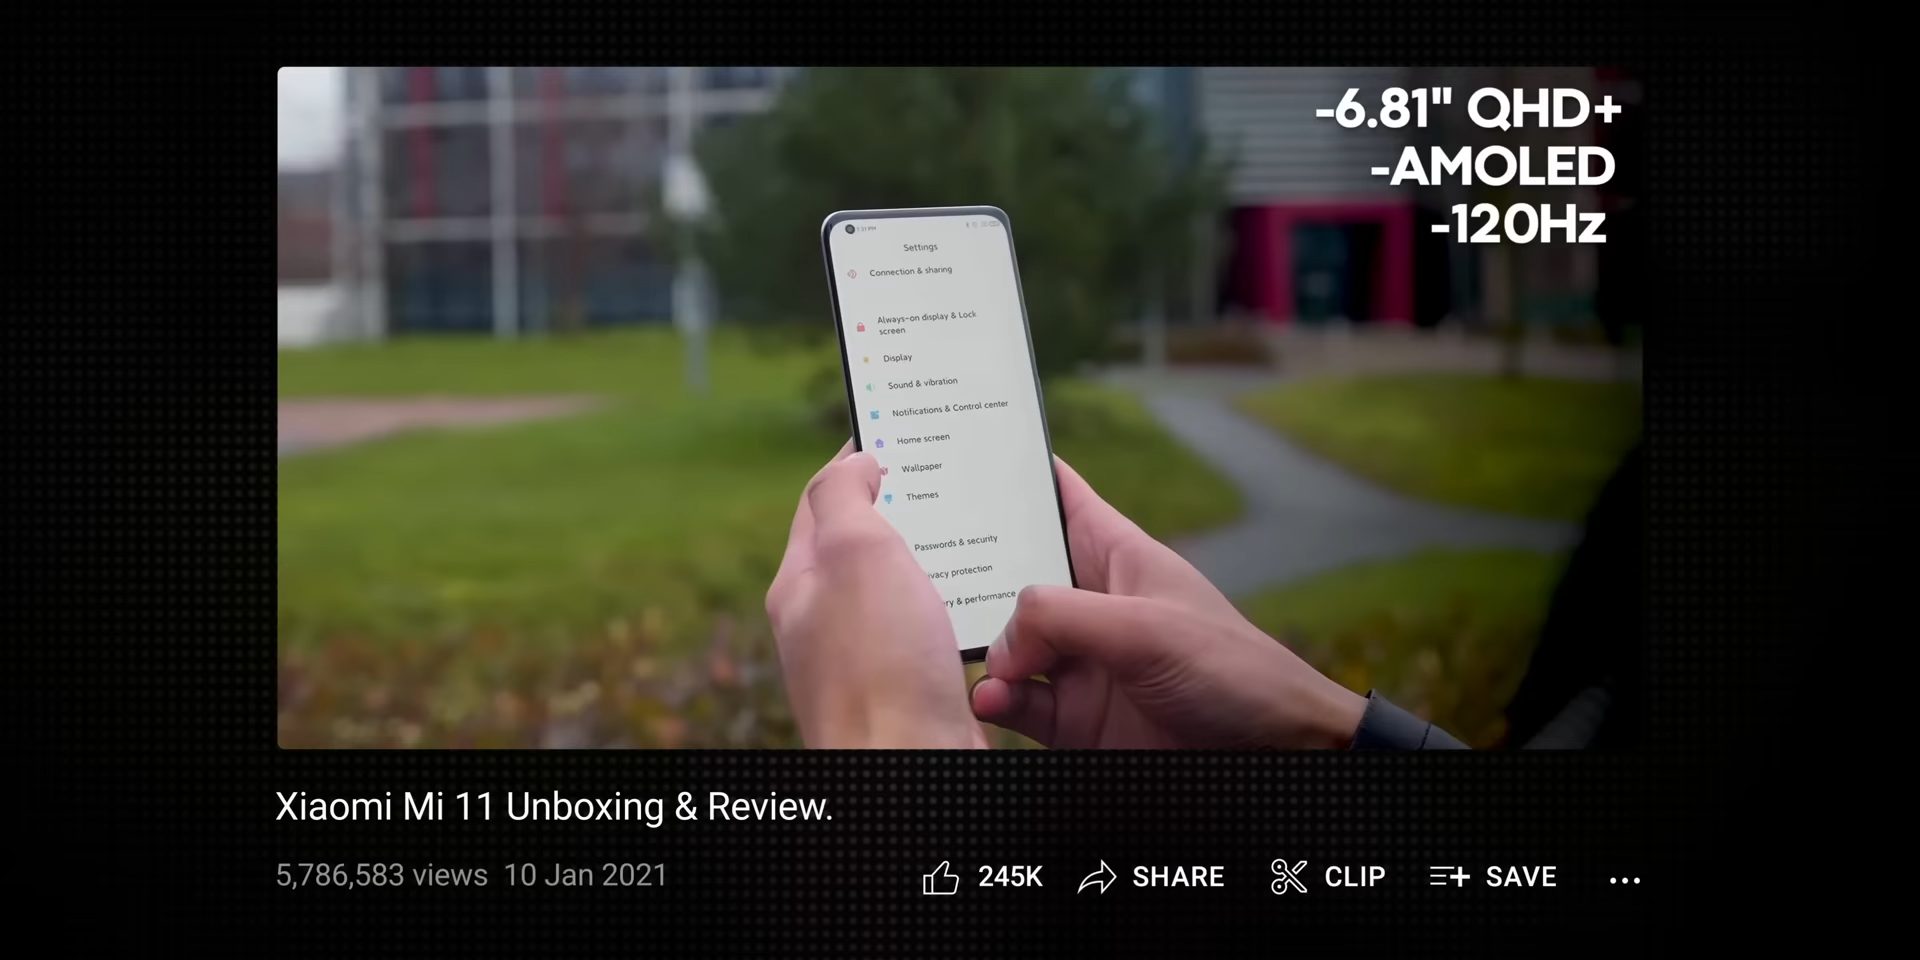 -6.81" QHD+
-AMOLED
-120Hz
Settings
Connection & sharing
Always-on display & Lock
screen
Display
Sound & vibration
Notifications & Control center
Home screen
Wallpaper
Themes
Passwords & security
protection
& performance
Xiaomi Mi 11 Unboxing & Review.
5,786,583 views 10 Jan 2021
245K SHARE CLIP SAVE